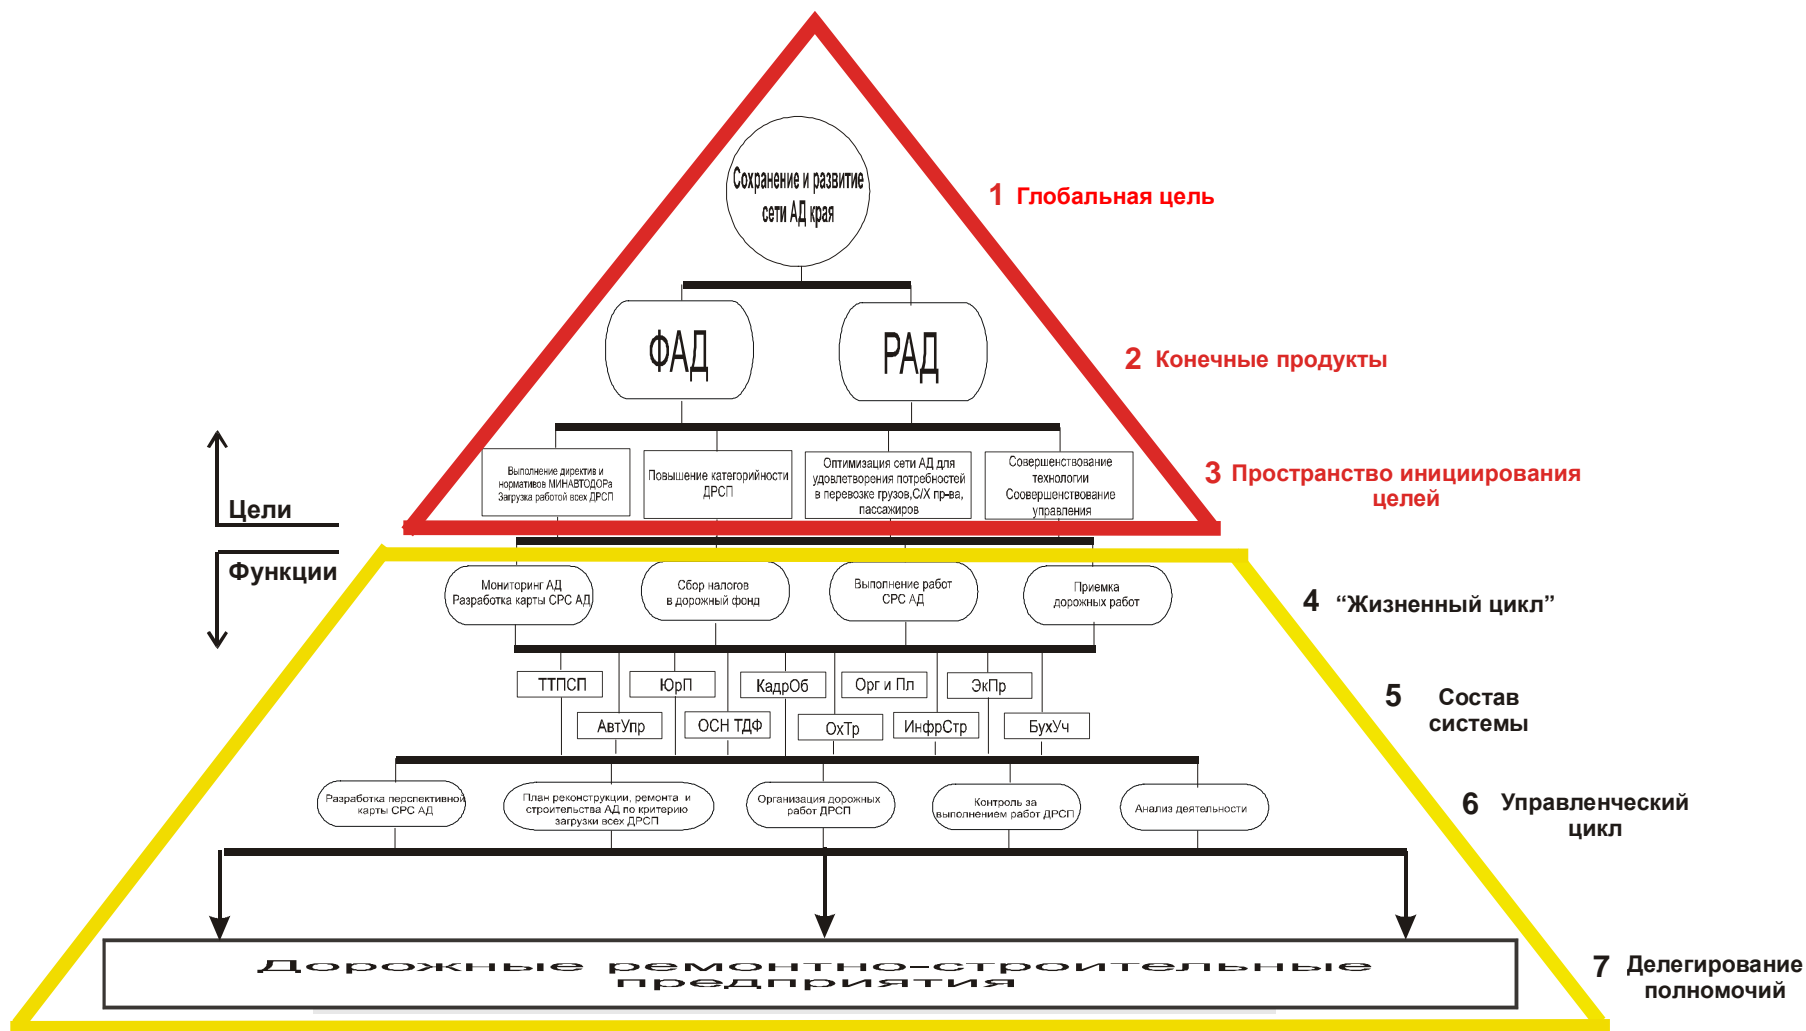 Сохранение и развитие
сети АД края
1 Глобальная цель
ФАД
РАД
2 Конечные продукты
Выполнение директив и
нормативов МИНАВТОДОРа
Загрузка работой всех ДРСП
Повышение категорийности
ДРСП
Оптимизация сети АД для
удовлетворения потребностей
в перевозке грузов,С/Х пр-ва,
пассажиров
Совершенствование
технологии
Соовершенствование
управления
3 Пространство инициирования
целей
Цели
Функции
Мониторинг АД
Разработка карты СРС АД
Сбор налогов
в дорожный фонд
Выполнение работ
СРС АД
Приемка
дорожных работ
4 “Жизненный цикл”
ТТПСП
ЮрП
КадрОб
Орг и Пл
ЭкПр
АвтУпр
ОСН ТДФ
ОхТр
ИнфрСтр
БухУч
5 Состав
системы
Разработка перспективной
карты СРС АД
План реконструкции, ремонта и
строительства АД по критерию
загрузки всех ДРСП
Организация дорожных
работ ДРСП
Контроль за
выполнением работ ДРСП
Анализ деятельности
6 Управленческий
цикл
Дорожные ремонтно-строительные
предприятия
7 Делегирование
полномочий